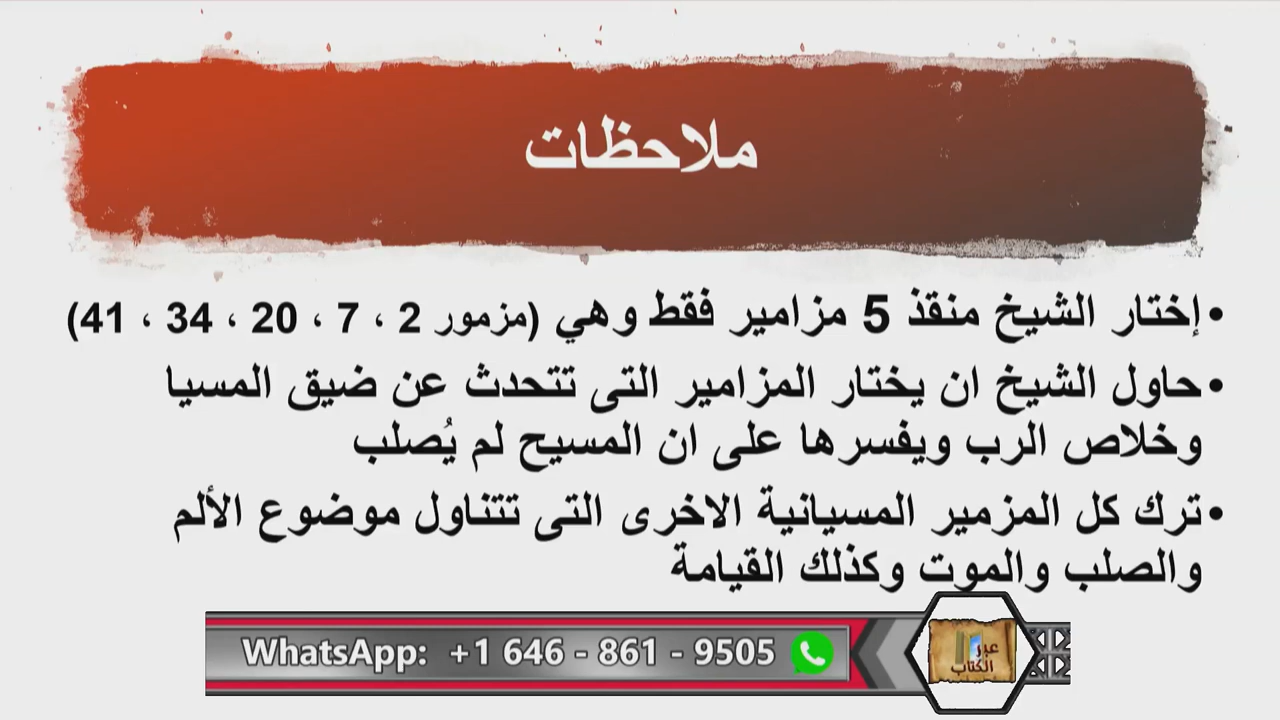 ملاحظات
•إختار الشيخ منقذ 5 مزامير فقط وهي (مزمور 2 ، 7 ، 20 ، 34 ، 41)
•حاول الشيخ ان يختار المزامير التى تتحدث عن ضيق المسيا
وخلاص الرب ويفسرها على ان المسيح لم يُصلب
•ترك كل المزمير المسيانية الاخرى التى تتناول موضوع الألم
والصلب والموت وكذلك القيامة
WhatsApp: +1 646 - 861 - 9505
عبر
الكتاب